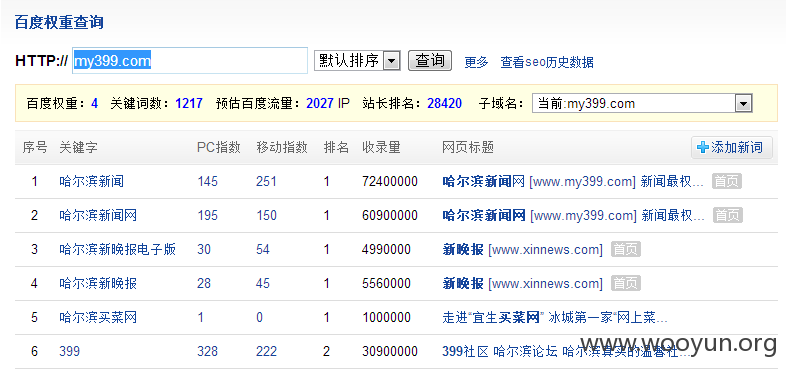 百度权重查询
HTTP:// my399.com 默认排序 查询 更多 查看seo历史数据
百度权重：4 关键词数：1217 预估百度流量：2027 IP 站长排名：28420 子域名： 当前:my399.com
序号 关键字 PC指数 移动指数 排名 收录量 网页标题 添加新词
1 哈尔滨新闻 145 251 1 72400000 哈尔滨新闻网 [www.my399.com] 新闻最权... 首页
2 哈尔滨新闻网 195 150 1 60900000 哈尔滨新闻网 [www.my399.com] 新闻最权... 首页
3 哈尔滨新晚报电子版 30 54 1 4990000 新晚报 [www.xinnews.com] 首页
4 哈尔滨新晚报 28 45 1 5560000 新晚报 [www.xinnews.com] 首页
5 哈尔滨买菜网 1 0 1 1000000 走进“宜生买菜网” 冰城第一家“网上菜...
6 399 328 222 2 30900000 399社区 哈尔滨论坛 哈尔滨真实的温馨社...
www.wooyun.org